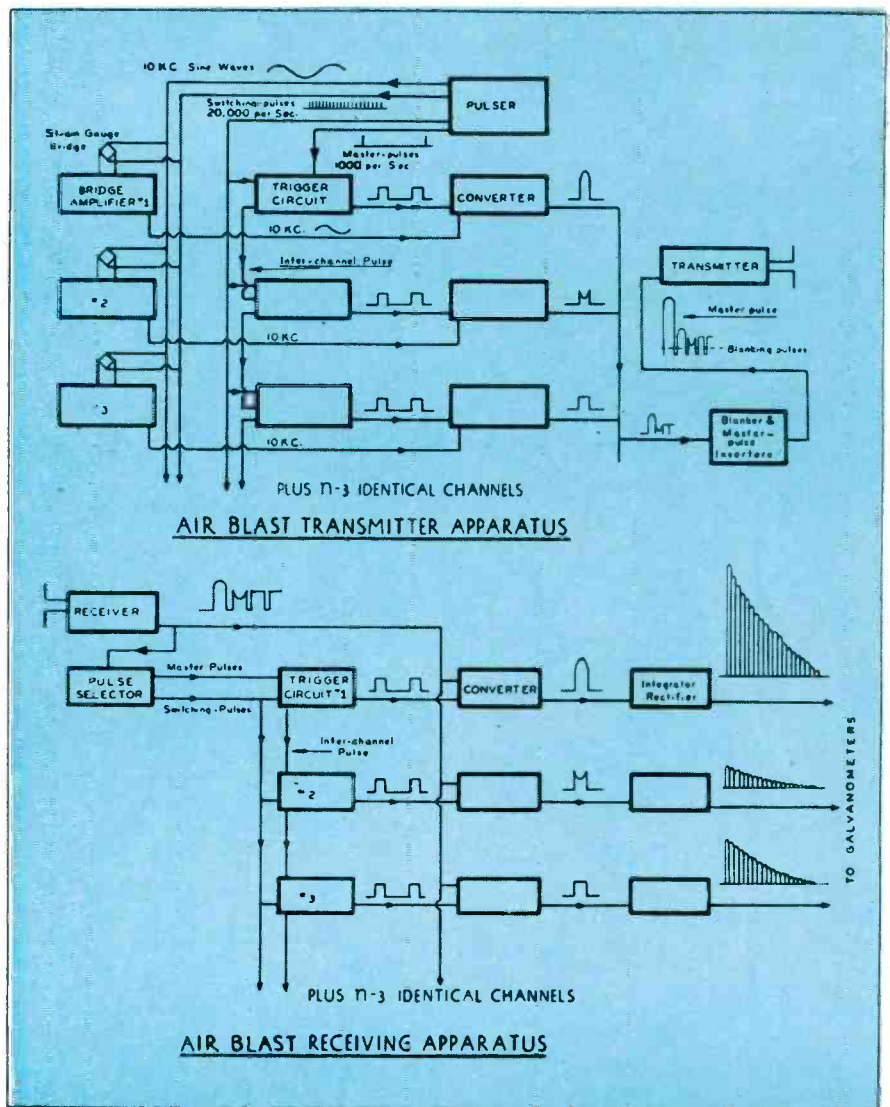 10 KC. Sine Waves
PULSER
Switching-pulses
20,000 per Sec.
Master-pulses
1000 per Sec
Strain Gauge
Bridge
BRIDGE
AMPLIFIER #1
TRIGGER
CIRCUIT
CONVERTER
10 KC.
Inter-channel Pulse
TRANSMITTER
#2
Master pulse
10 KC
Blanking pulses
#3
10 KC.
Blanker &
Master-
pulse
Inserter
PLUS n-3 IDENTICAL CHANNELS
AIR BLAST TRANSMITTER APPARATUS
RECEIVER
Master Pulses
PULSE
SELECTOR
TRIGGER
CIRCUIT #1
CONVERTER
Integrator
Rectifier
Switching-Pulses
Inter-channel
Pulse
#2
#3
TO GALVANOMETERS
PLUS n-3 IDENTICAL CHANNELS
AIR BLAST RECEIVING APPARATUS